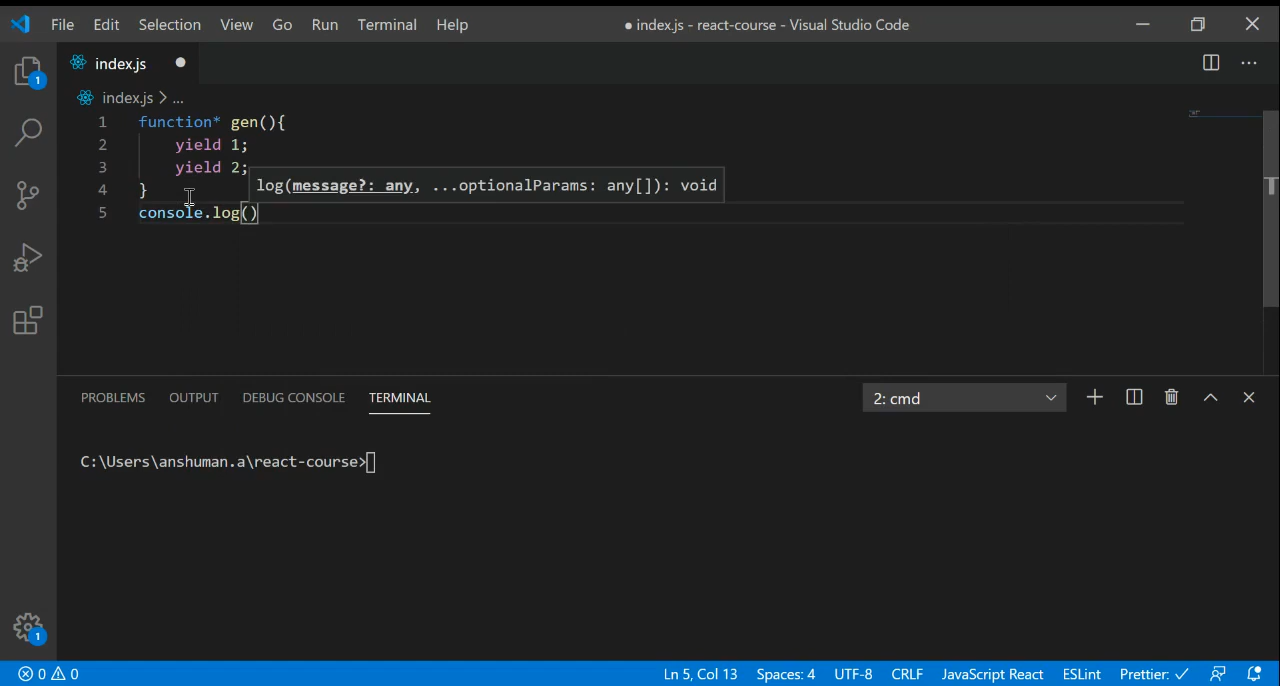 File Edit Selection View Go Run Terminal Help ● index.js - react-course - Visual Studio Code
1
index.js
index.js > ...
1 function* gen(){
2 yield 1;
3 yield 2;
log(message?: any, ...optionalParams: any[]): void
4 }
5 console.log()
PROBLEMS OUTPUT DEBUG CONSOLE TERMINAL 2: cmd
C:\Users\anshuman.a\react-course>
1
0 0 Ln 5, Col 13 Spaces: 4 UTF-8 CRLF JavaScript React ESLint Prettier: ✓